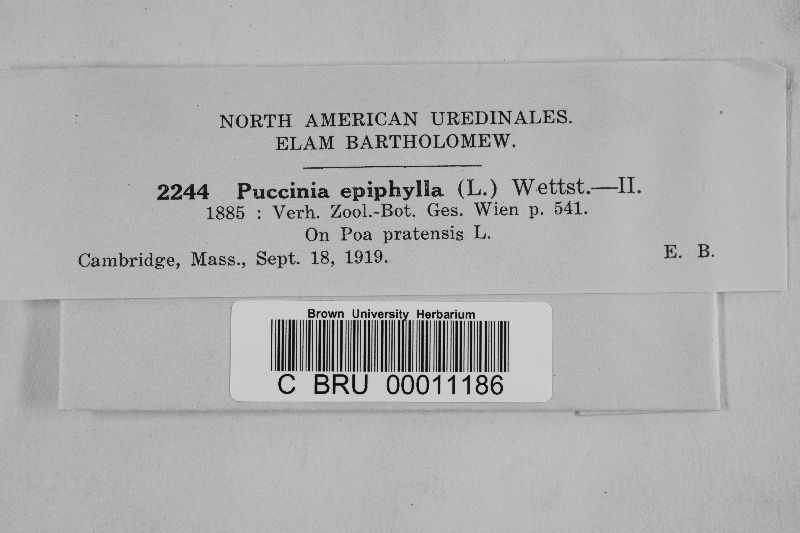 NORTH AMERICAN UREDINALES.
ELAM BARTHOLOMEW.
2244 Puccinia epiphylla (L.) Wettst.—II.
1885 : Verh. Zool.-Bot. Ges. Wien p. 541.
On Poa pratensis L.
Cambridge, Mass., Sept. 18, 1919. E. B.
Brown University Herbarium
C BRU 00011186